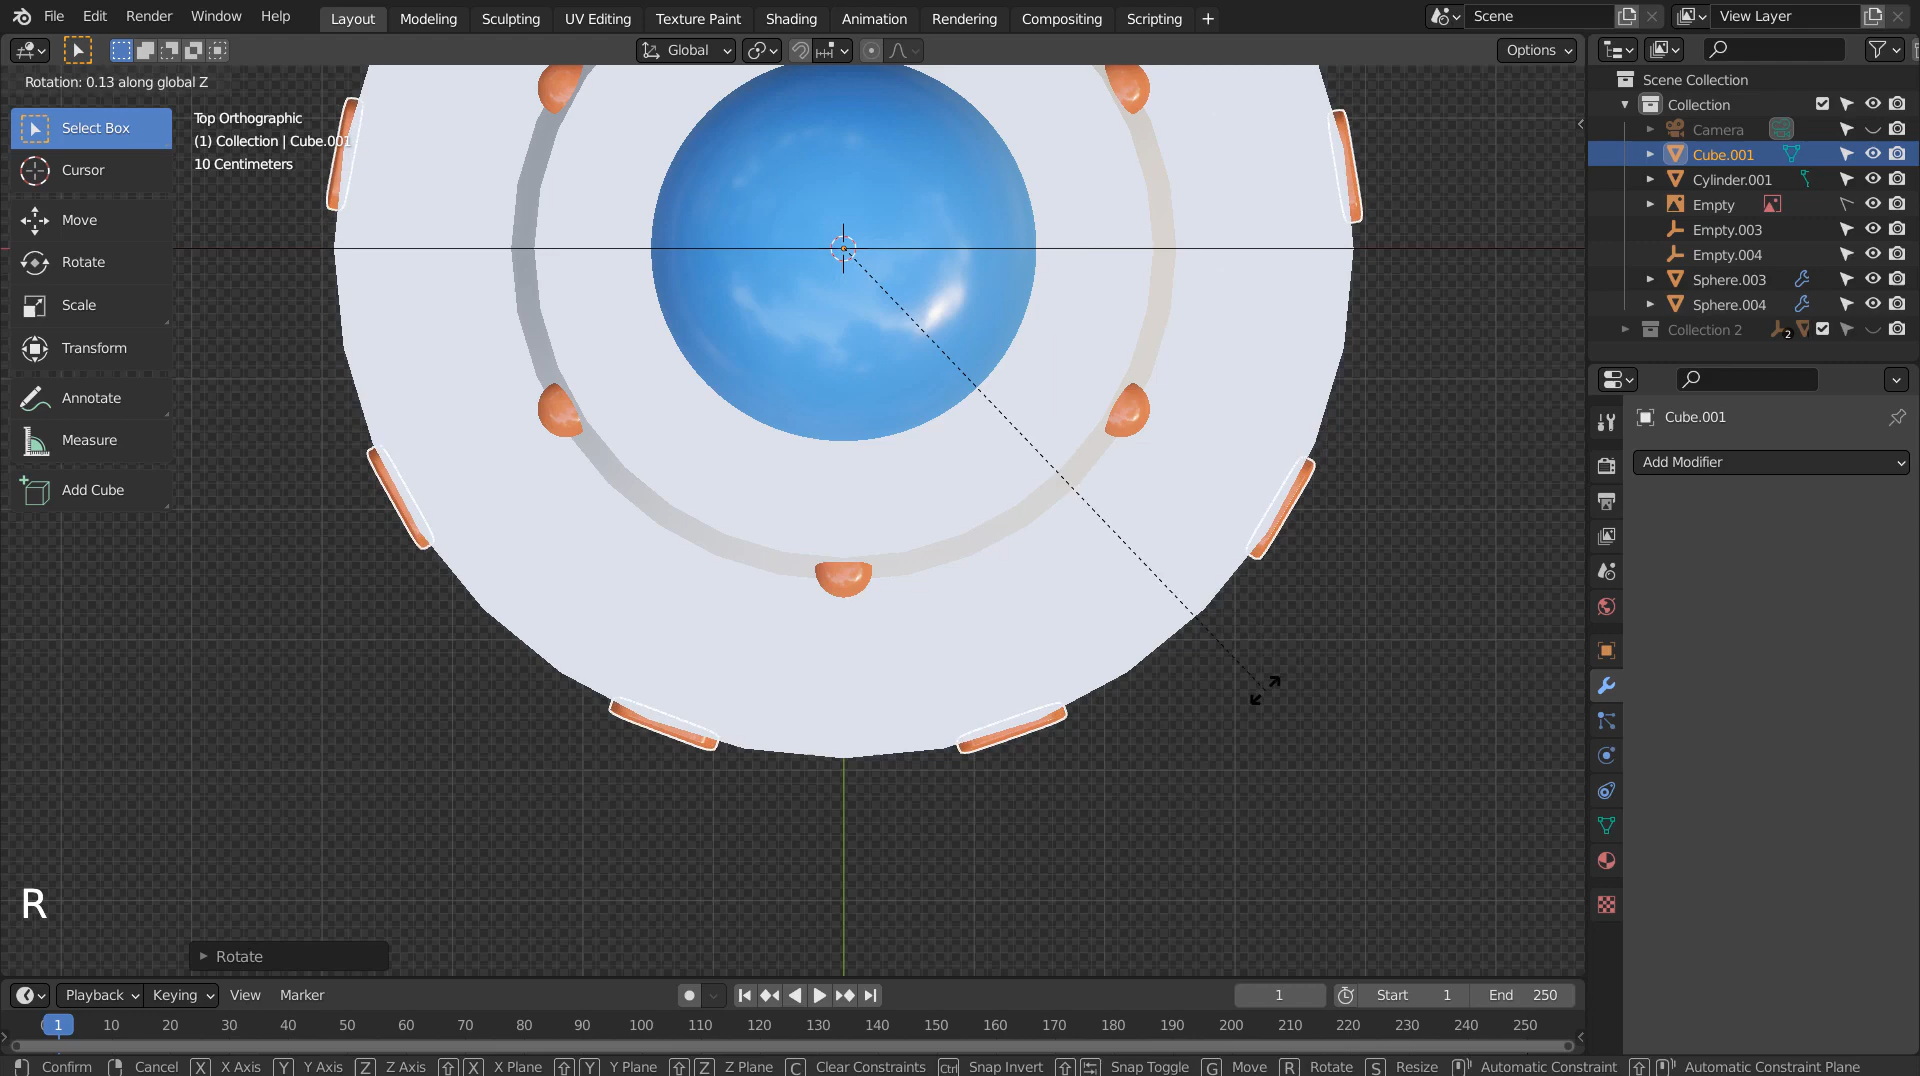 File Edit Render Window Help Layout Modeling Sculpting UV Editing Texture Paint Shading Animation Rendering Compositing Scripting + Scene View Layer
Global Options
Rotation: 0.13 along global Z
Top Orthographic
(1) Collection | Cube.001
10 Centimeters
Select Box
Cursor
Move
Rotate
Scale
Transform
Annotate
Measure
Add Cube
R
Rotate
Scene Collection
Collection
Camera
Cube.001
Cylinder.001
Empty
Empty.003
Empty.004
Sphere.003
Sphere.004
Collection 2 2
Cube.001
Add Modifier
Playback Keying View Marker 1 Start 1 End 250
1 10 20 30 40 50 60 70 80 90 100 110 120 130 140 150 160 170 180 190 200 210 220 230 240 250
Confirm Cancel X X Axis Y Y Axis Z Z Axis X X Plane Y Y Plane Z Z Plane C Clear Constraints Ctrl Snap Invert Snap Toggle G Move R Rotate S Resize Automatic Constraint Automatic Constraint Plane